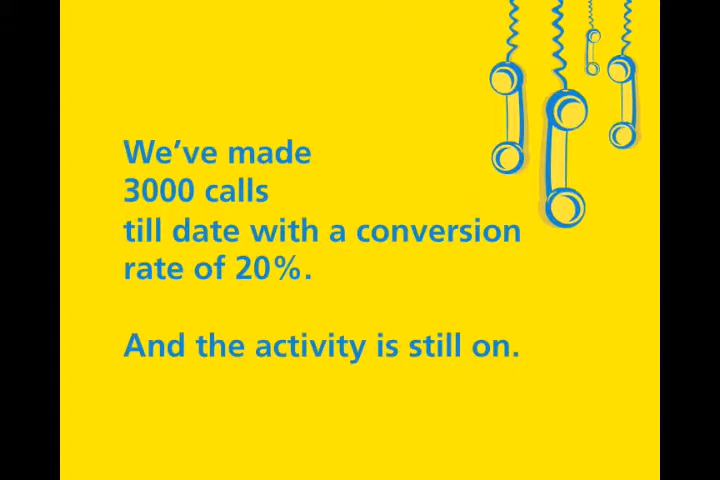 We’ve made
3000 calls
till date with a conversion
rate of 20%.
And the activity is still on.